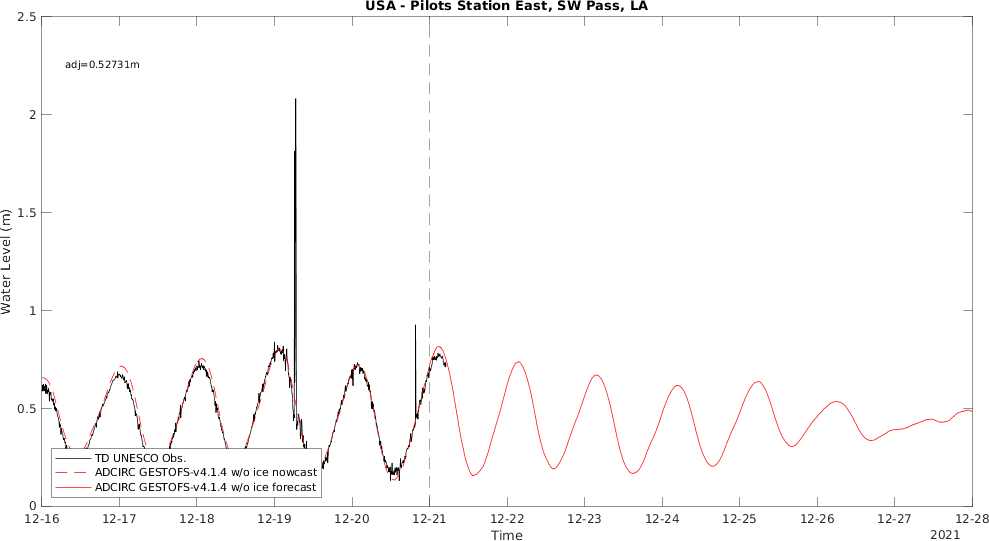 USA - Pilots Station East, SW Pass, LA
2.5
adj=0.52731m
2
1.5
Water Level (m)
1
0.5
TD UNESCO Obs.
ADCIRC GESTOFS-v4.1.4 w/o ice nowcast
ADCIRC GESTOFS-v4.1.4 w/o ice forecast
0
12-16 12-17 12-18 12-19 12-20 12-21 12-22 12-23 12-24 12-25 12-26 12-27 12-28
Time
2021